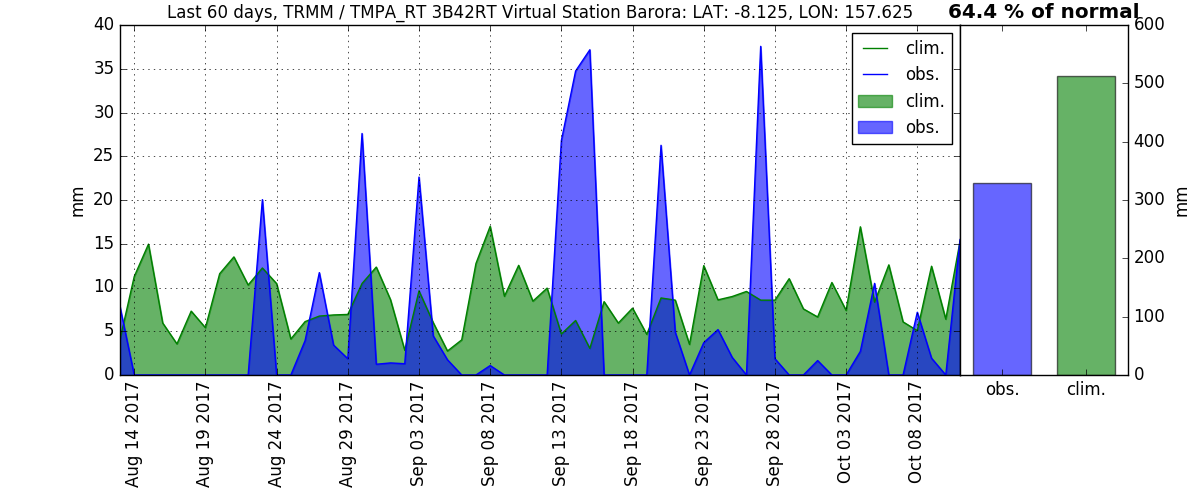 Last 60 days, TRMM / TMPA_RT 3B42RT Virtual Station Barora: LAT: -8.125, LON: 157.625
64.4 % of normal
40
35
30
25
20
15
10
5
0
mm
clim.
obs.
clim.
obs.
600
500
400
300
200
100
0
mm
Aug 14 2017
Aug 19 2017
Aug 24 2017
Aug 29 2017
Sep 03 2017
Sep 08 2017
Sep 13 2017
Sep 18 2017
Sep 23 2017
Sep 28 2017
Oct 03 2017
Oct 08 2017
obs.
clim.